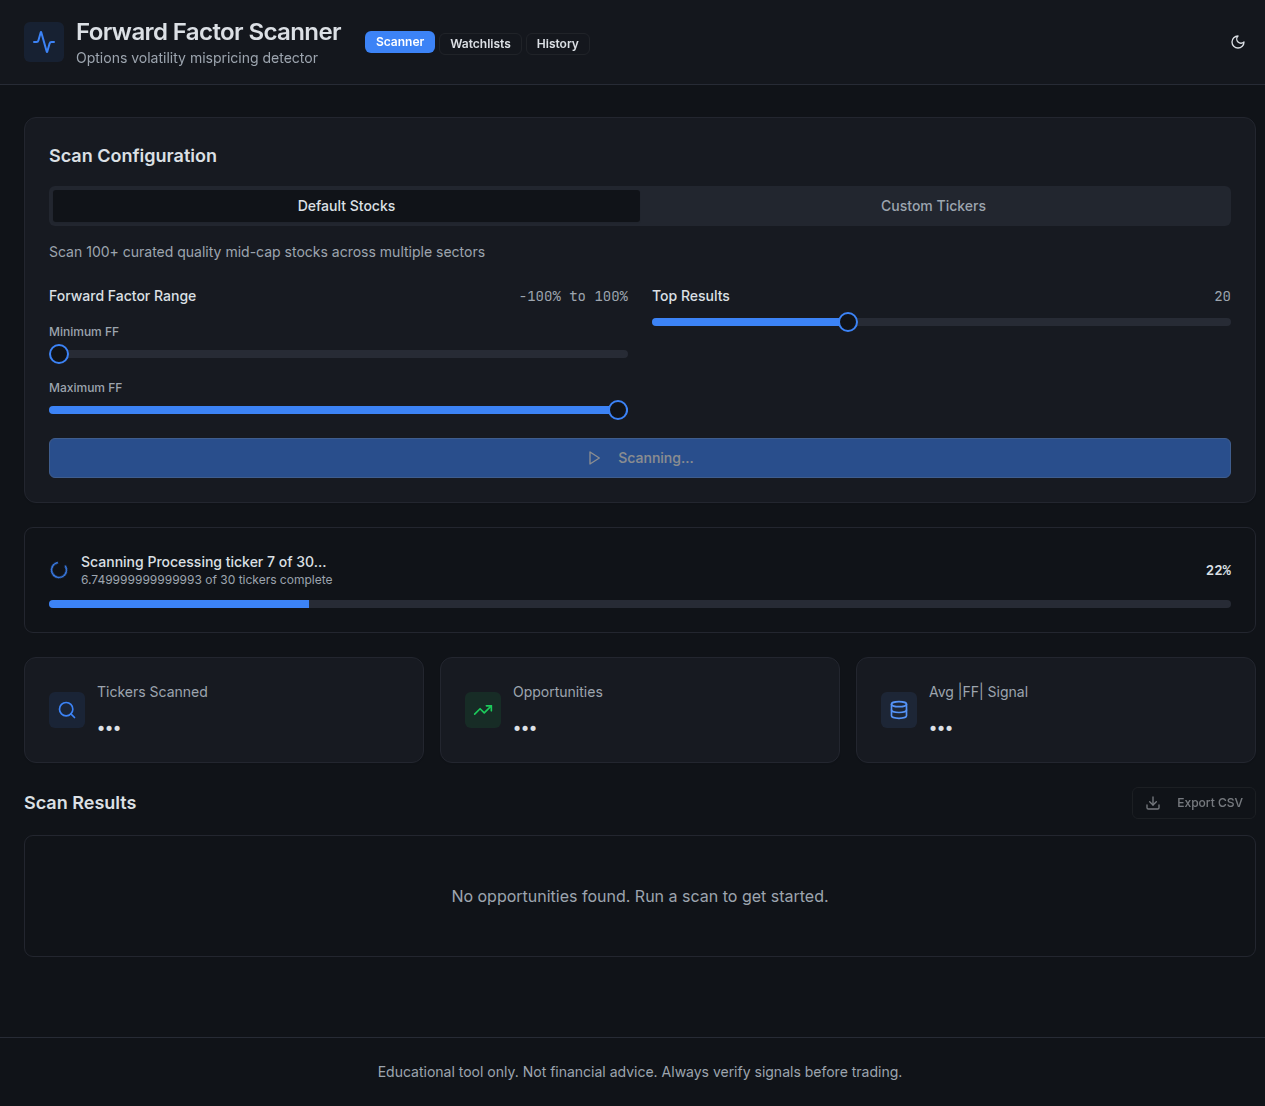 Forward Factor Scanner
Options volatility mispricing detector
Scanner
Watchlists
History
Scan Configuration
Default Stocks
Custom Tickers
Scan 100+ curated quality mid-cap stocks across multiple sectors
Forward Factor Range
-100% to 100%
Top Results
20
Minimum FF
Maximum FF
Scanning...
Scanning Processing ticker 7 of 30...
6.749999999999993 of 30 tickers complete
22%
Tickers Scanned
•••
Opportunities
•••
Avg |FF| Signal
•••
Scan Results
Export CSV
No opportunities found. Run a scan to get started.
Educational tool only. Not financial advice. Always verify signals before trading.